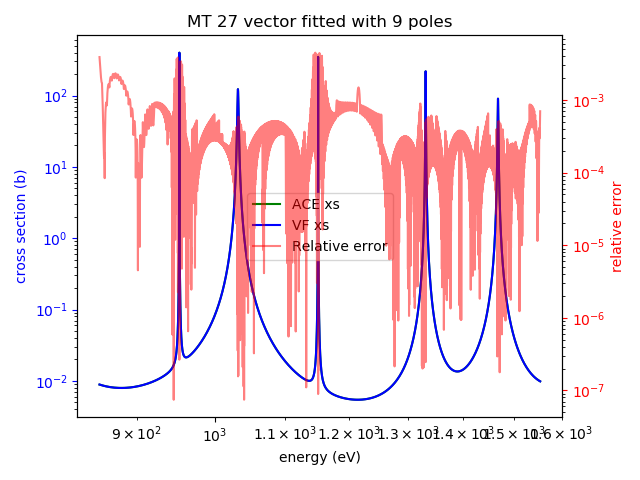 MT 27 vector fitted with 9 poles
10²
10¹
10⁰
10⁻¹
10⁻²
cross section (b)
ACE xs
VF xs
Relative error
10⁻³
10⁻⁴
10⁻⁵
10⁻⁶
10⁻⁷
relative error
9 × 10² 10³ 1.1 × 10³ 1.2 × 10³ 1.3 × 10³ 1.4 × 10³ 1.5 × 10³ 1.6 × 10³
energy (eV)